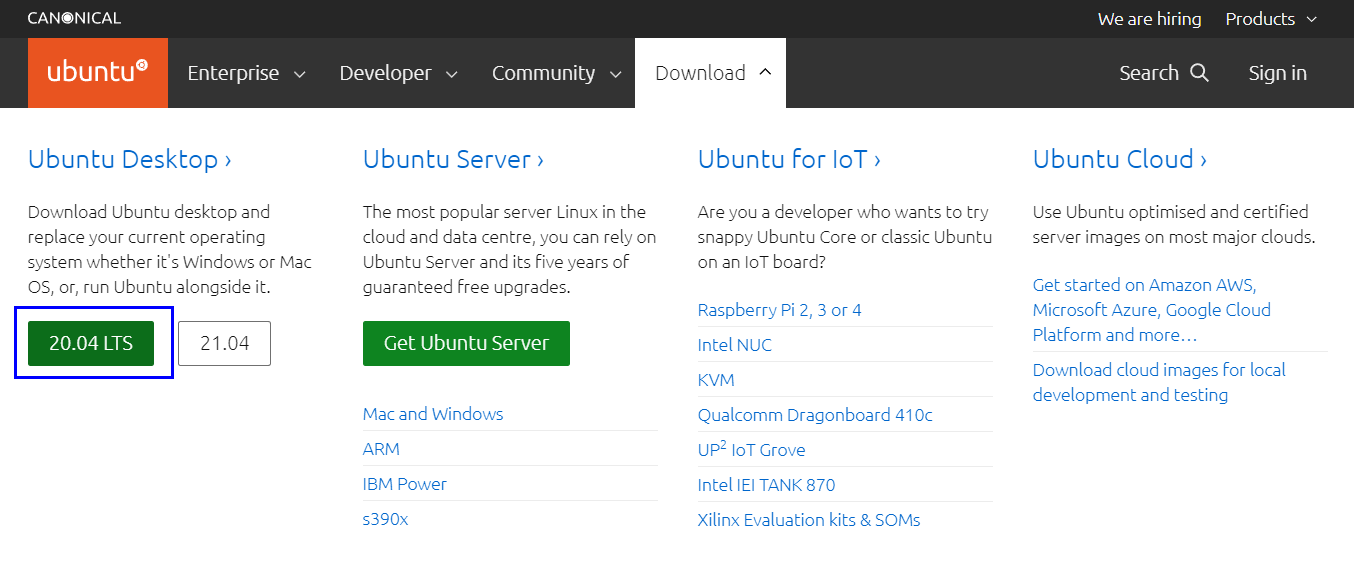 CANONICAL
We are hiring
Products
ubuntu
Enterprise
Developer
Community
Download
Search
Sign in
Ubuntu Desktop ›
Download Ubuntu desktop and
replace your current operating
system whether it's Windows or Mac
OS, or, run Ubuntu alongside it.
20.04 LTS
21.04
Ubuntu Server ›
The most popular server Linux in the
cloud and data centre, you can rely on
Ubuntu Server and its five years of
guaranteed free upgrades.
Get Ubuntu Server
Mac and Windows
ARM
IBM Power
s390x
Ubuntu for IoT ›
Are you a developer who wants to try
snappy Ubuntu Core or classic Ubuntu
on an IoT board?
Raspberry Pi 2, 3 or 4
Intel NUC
KVM
Qualcomm Dragonboard 410c
UP² IoT Grove
Intel IEI TANK 870
Xilinx Evaluation kits & SOMs
Ubuntu Cloud ›
Use Ubuntu optimised and certified
server images on most major clouds.
Get started on Amazon AWS,
Microsoft Azure, Google Cloud
Platform and more…
Download cloud images for local
development and testing